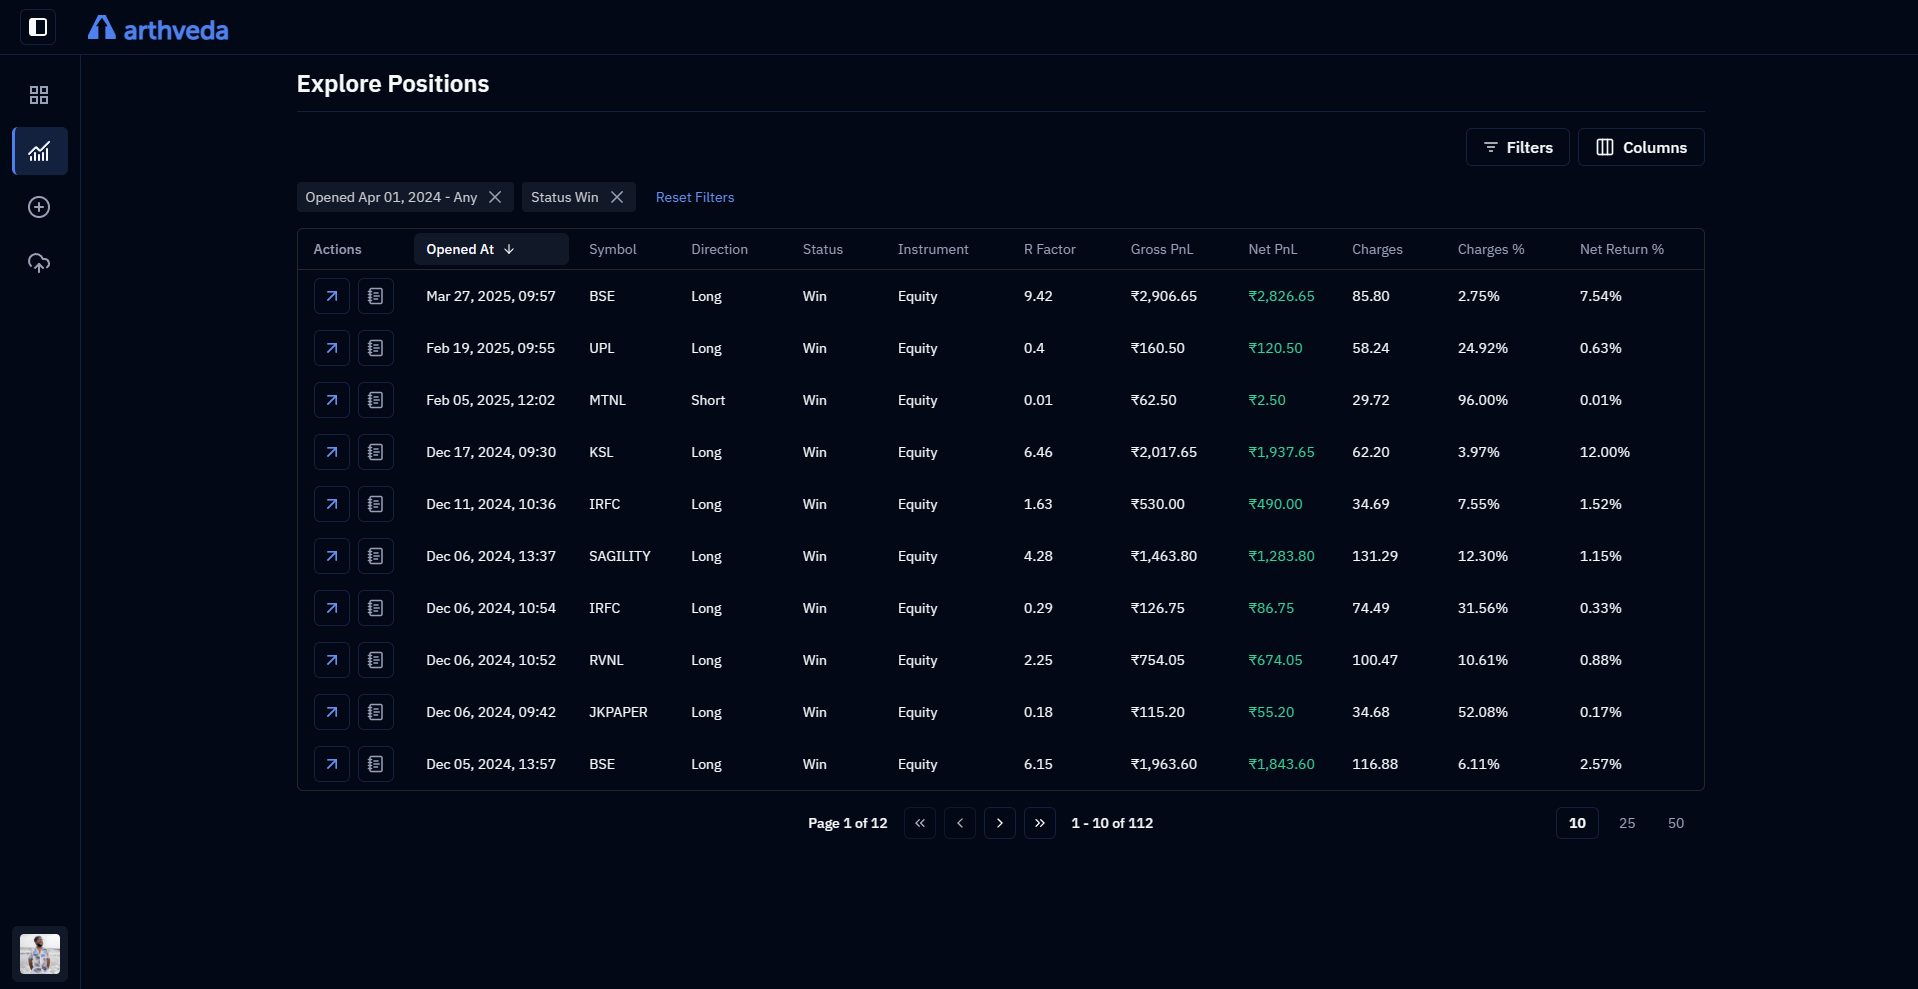 arthveda
Explore Positions
Filters
Columns
Opened Apr 01, 2024 - Any
Status Win
Reset Filters
Actions Opened At Symbol Direction Status Instrument R Factor Gross PnL Net PnL Charges Charges % Net Return %
Mar 27, 2025, 09:57 BSE Long Win Equity 9.42 ₹2,906.65 ₹2,826.65 85.80 2.75% 7.54%
Feb 19, 2025, 09:55 UPL Long Win Equity 0.4 ₹160.50 ₹120.50 58.24 24.92% 0.63%
Feb 05, 2025, 12:02 MTNL Short Win Equity 0.01 ₹62.50 ₹2.50 29.72 96.00% 0.01%
Dec 17, 2024, 09:30 KSL Long Win Equity 6.46 ₹2,017.65 ₹1,937.65 62.20 3.97% 12.00%
Dec 11, 2024, 10:36 IRFC Long Win Equity 1.63 ₹530.00 ₹490.00 34.69 7.55% 1.52%
Dec 06, 2024, 13:37 SAGILITY Long Win Equity 4.28 ₹1,463.80 ₹1,283.80 131.29 12.30% 1.15%
Dec 06, 2024, 10:54 IRFC Long Win Equity 0.29 ₹126.75 ₹86.75 74.49 31.56% 0.33%
Dec 06, 2024, 10:52 RVNL Long Win Equity 2.25 ₹754.05 ₹674.05 100.47 10.61% 0.88%
Dec 06, 2024, 09:42 JKPAPER Long Win Equity 0.18 ₹115.20 ₹55.20 34.68 52.08% 0.17%
Dec 05, 2024, 13:57 BSE Long Win Equity 6.15 ₹1,963.60 ₹1,843.60 116.88 6.11% 2.57%
Page 1 of 12
1 - 10 of 112
10 25 50